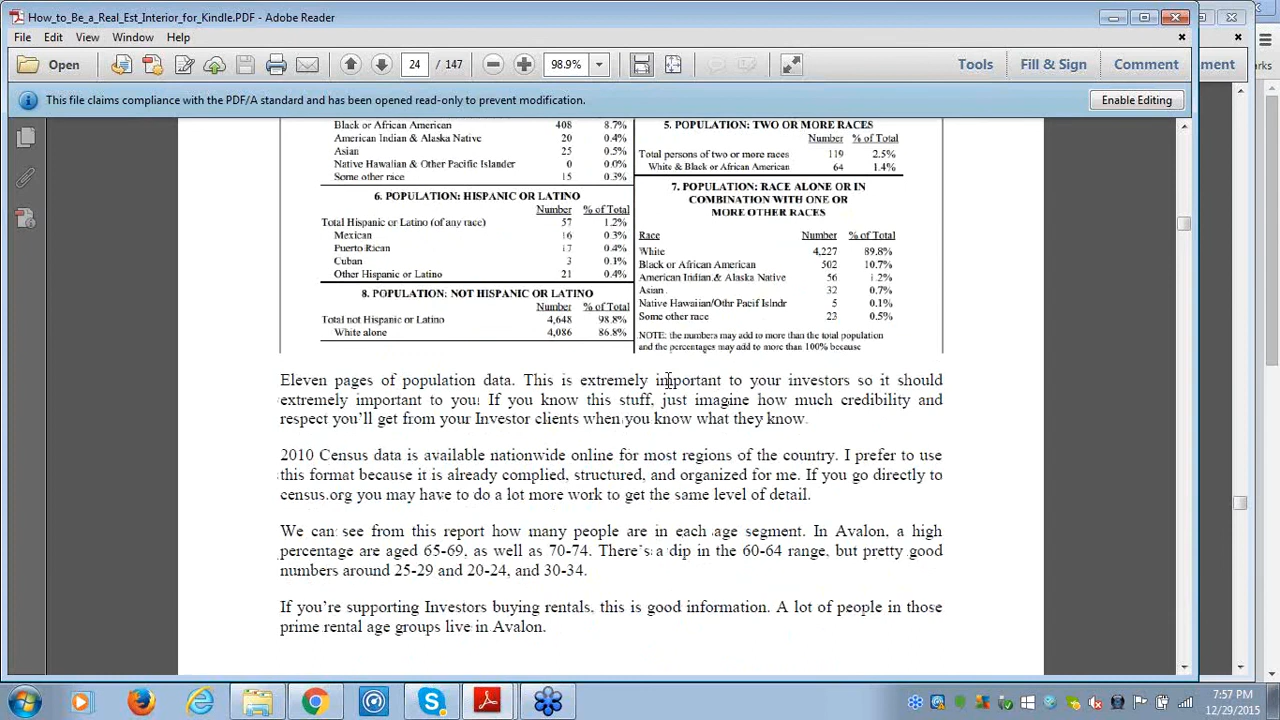 How_to_Be_a_Real_Est_Interior_for_Kindle.PDF - Adobe Reader
File Edit View Window Help
Open 24 / 147 98.9% Tools Fill & Sign Comment ment
This file claims compliance with the PDF/A standard and has been opened read-only to prevent modification. Enable Editing
Black or African American 408 8.7%
American Indian & Alaska Native 20 0.4%
Asian 25 0.5%
Native Hawaiian & Other Pacific Islander 0 0.0%
Some other race 15 0.3%
6. POPULATION: HISPANIC OR LATINO
Number % of Total
Total Hispanic or Latino (of any race) 57 1.2%
Mexican 16 0.3%
Puerto Rican 17 0.4%
Cuban 3 0.1%
Other Hispanic or Latino 21 0.4%
8. POPULATION: NOT HISPANIC OR LATINO
Number % of Total
Total not Hispanic or Latino 4,648 98.8%
White alone 4,086 86.8%
5. POPULATION: TWO OR MORE RACES
Number % of Total
Total persons of two or more races 119 2.5%
White & Black or African American 64 1.4%
7. POPULATION: RACE ALONE OR IN
COMBINATION WITH ONE OR
MORE OTHER RACES
Race Number % of Total
White 4,227 89.8%
Black or African American 502 10.7%
American Indian & Alaska Native 56 1.2%
Asian 32 0.7%
Native Hawaiian/Othr Pacif Islndr 5 0.1%
Some other race 23 0.5%
NOTE: the numbers may add to more than the total population
and the percentages may add to more than 100% because
Eleven pages of population data. This is extremely important to your investors so it should
extremely important to you! If you know this stuff, just imagine how much credibility and
respect you'll get from your Investor clients when you know what they know.
2010 Census data is available nationwide online for most regions of the country. I prefer to use
this format because it is already complied, structured, and organized for me. If you go directly to
census.org you may have to do a lot more work to get the same level of detail.
We can see from this report how many people are in each age segment. In Avalon, a high
percentage are aged 65-69, as well as 70-74. There's a dip in the 60-64 range, but pretty good
numbers around 25-29 and 20-24, and 30-34.
If you're supporting Investors buying rentals, this is good information. A lot of people in those
prime rental age groups live in Avalon.
7:57 PM
12/29/2015